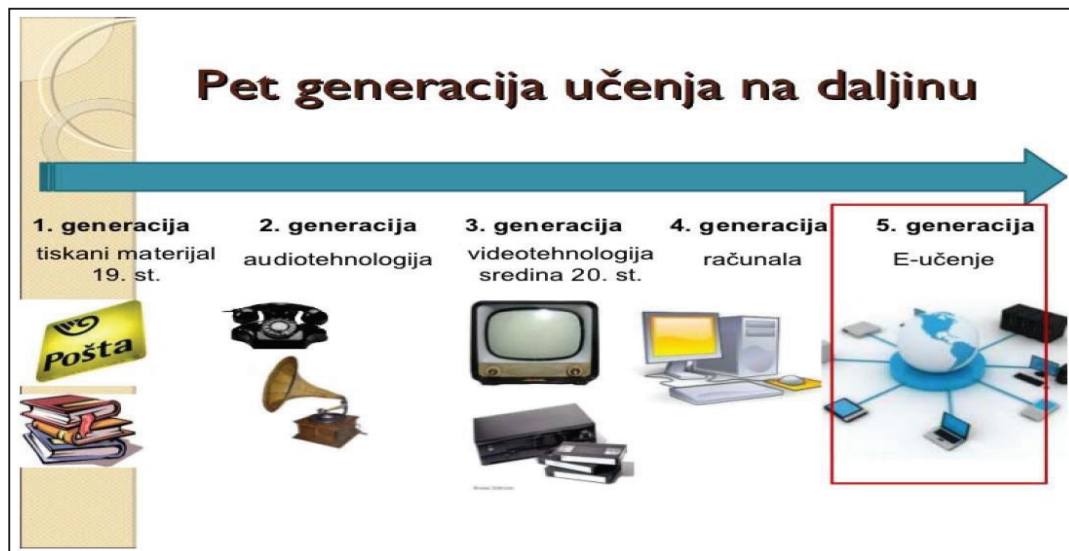 Pet generacija učenja na daljinu
1. generacija
tiskani materijal
19. st.
2. generacija
audiotehnologija
3. generacija
videotehnologija
sredina 20. st.
4. generacija
računala
5. generacija
E-učenje
Pošta